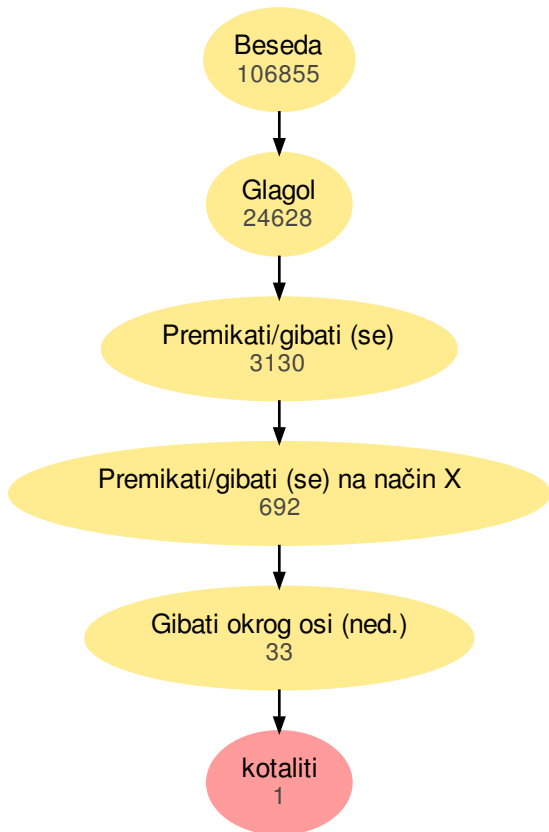 Beseda
106855
Glagol
24628
Premikati/gibati (se)
3130
Premikati/gibati (se) na način X
692
Gibati okrog osi (ned.)
33
kotaliti
1